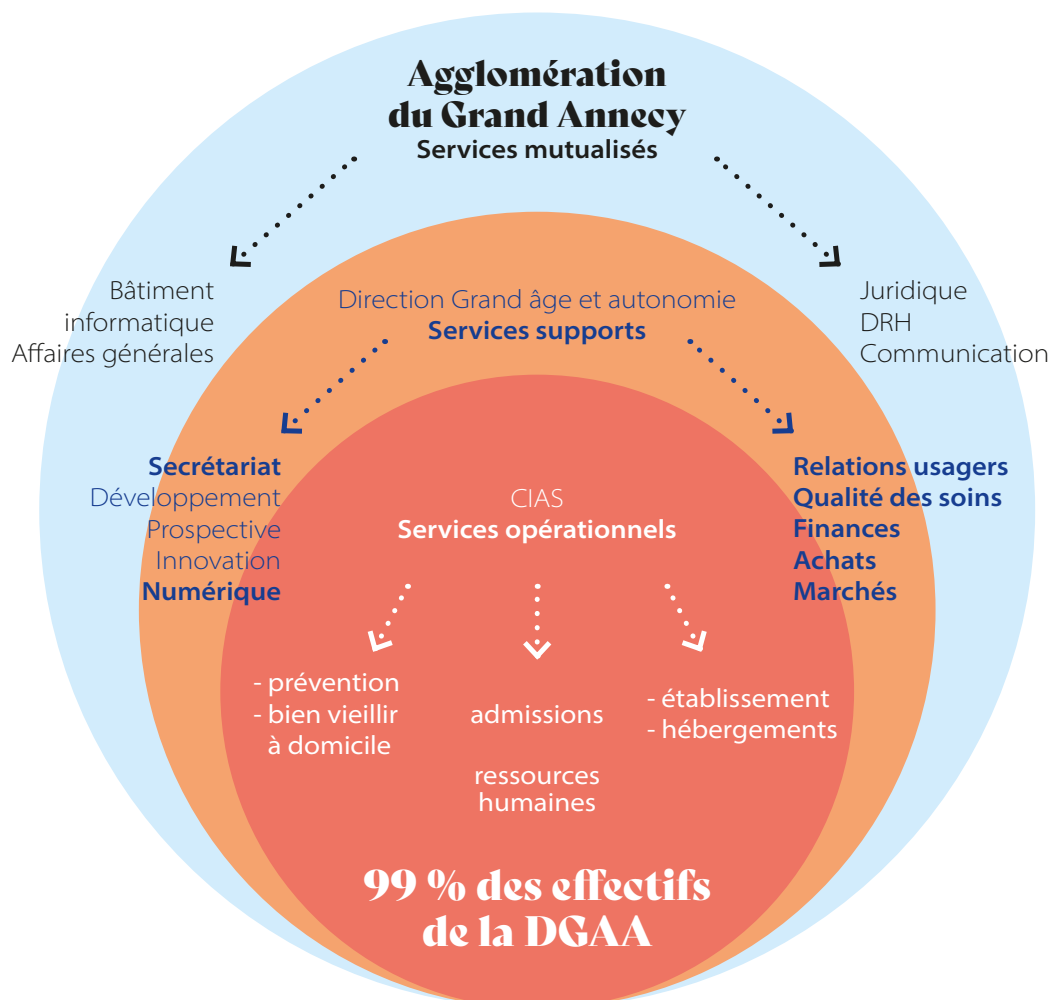 Agglomération
du Grand Annecy
Services mutualisés
Bâtiment
informatique
Affaires générales
Juridique
DRH
Communication
Direction Grand âge et autonomie
Services supports
Secrétariat
Développement
Prospective
Innovation
Numérique
Relations usagers
Qualité des soins
Finances
Achats
Marchés
CIAS
Services opérationnels
- prévention
- bien vieillir
à domicile
admissions
ressources
humaines
- établissement
- hébergements
99 % des effectifs
de la DGAA